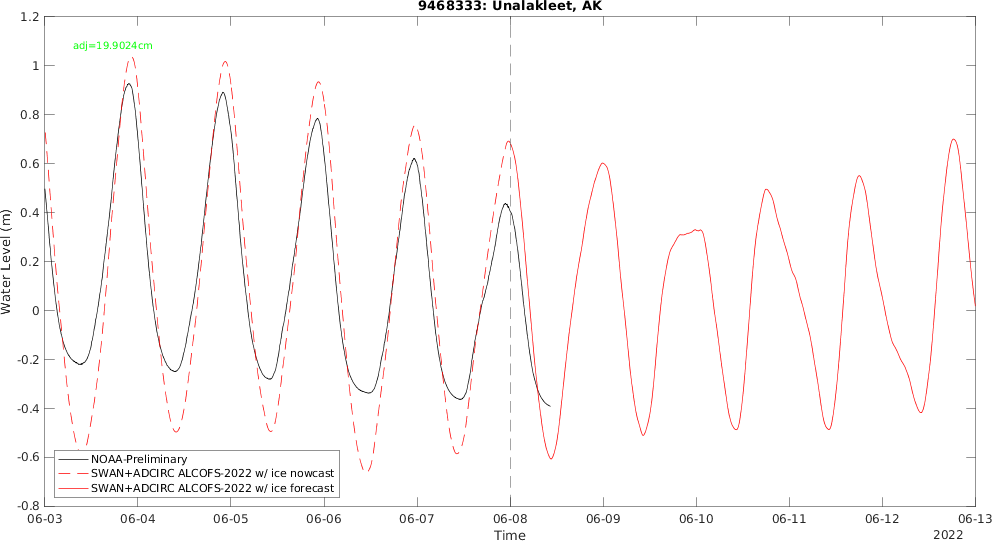 9468333: Unalakleet, AK
adj=19.9024cm
Water Level (m)
1.2
1
0.8
0.6
0.4
0.2
0
-0.2
-0.4
-0.6
-0.8
NOAA-Preliminary
SWAN+ADCIRC ALCOFS-2022 w/ ice nowcast
SWAN+ADCIRC ALCOFS-2022 w/ ice forecast
06-03 06-04 06-05 06-06 06-07 06-08 06-09 06-10 06-11 06-12 06-13
Time
2022